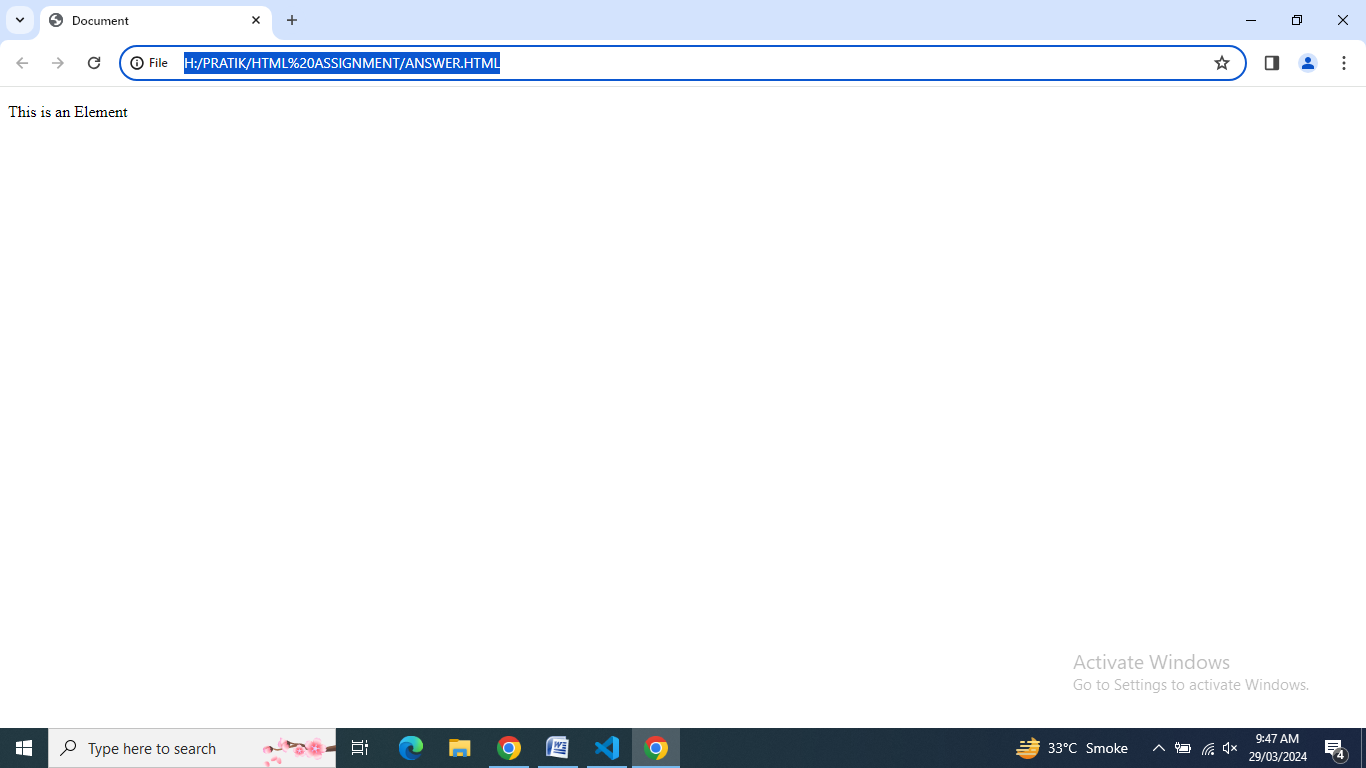 Document
File
H:/PRATIK/HTML%20ASSIGNMENT/ANSWER.HTML
This is an Element
Activate Windows
Go to Settings to activate Windows.
Type here to search
33°C Smoke
9:47 AM
29/03/2024
4